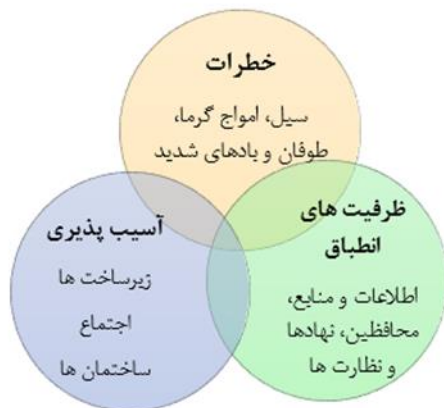 خطرات
سیل، امواج گرما،
طوفان و بادهای شدید
آسیب پذیری
زیرساخت ها
اجتماع
ساختمان ها
ظرفیت های
انطباق
اطلاعات و منابع،
محافظین، نهادها
و نظارت ها